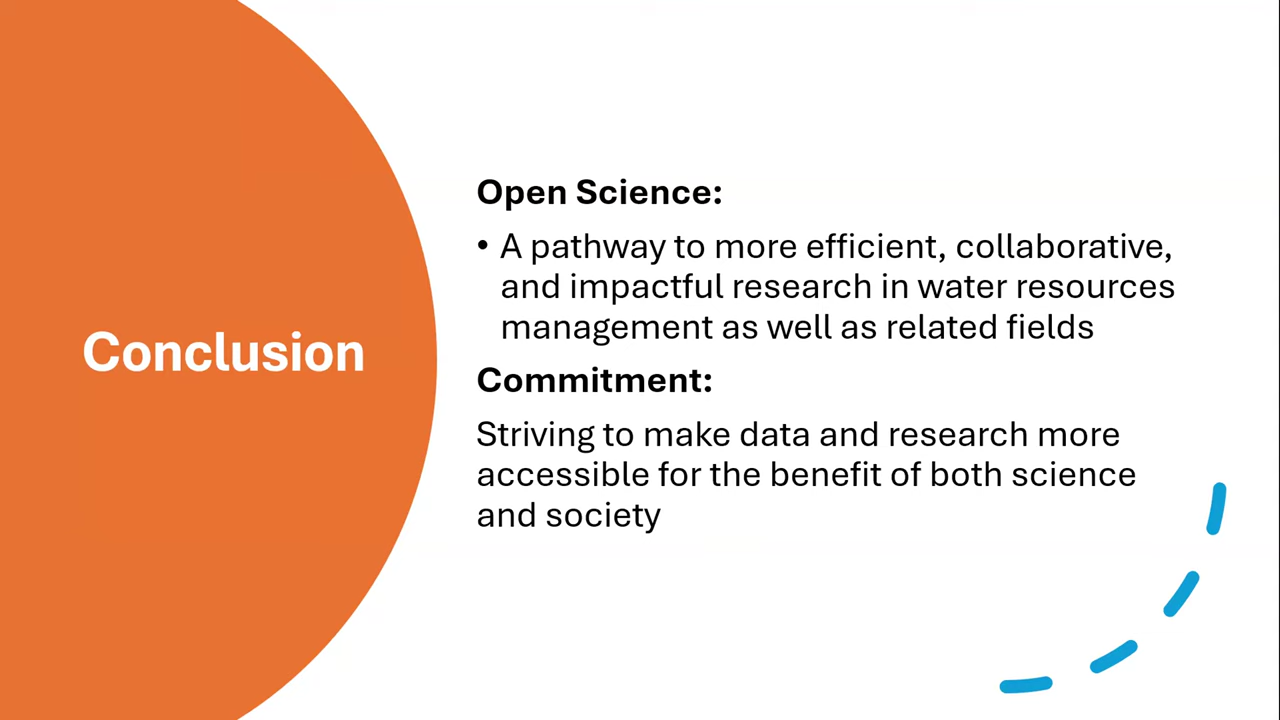 Conclusion
Open Science:
• A pathway to more efficient, collaborative,
and impactful research in water resources
management as well as related fields
Commitment:
Striving to make data and research more
accessible for the benefit of both science
and society